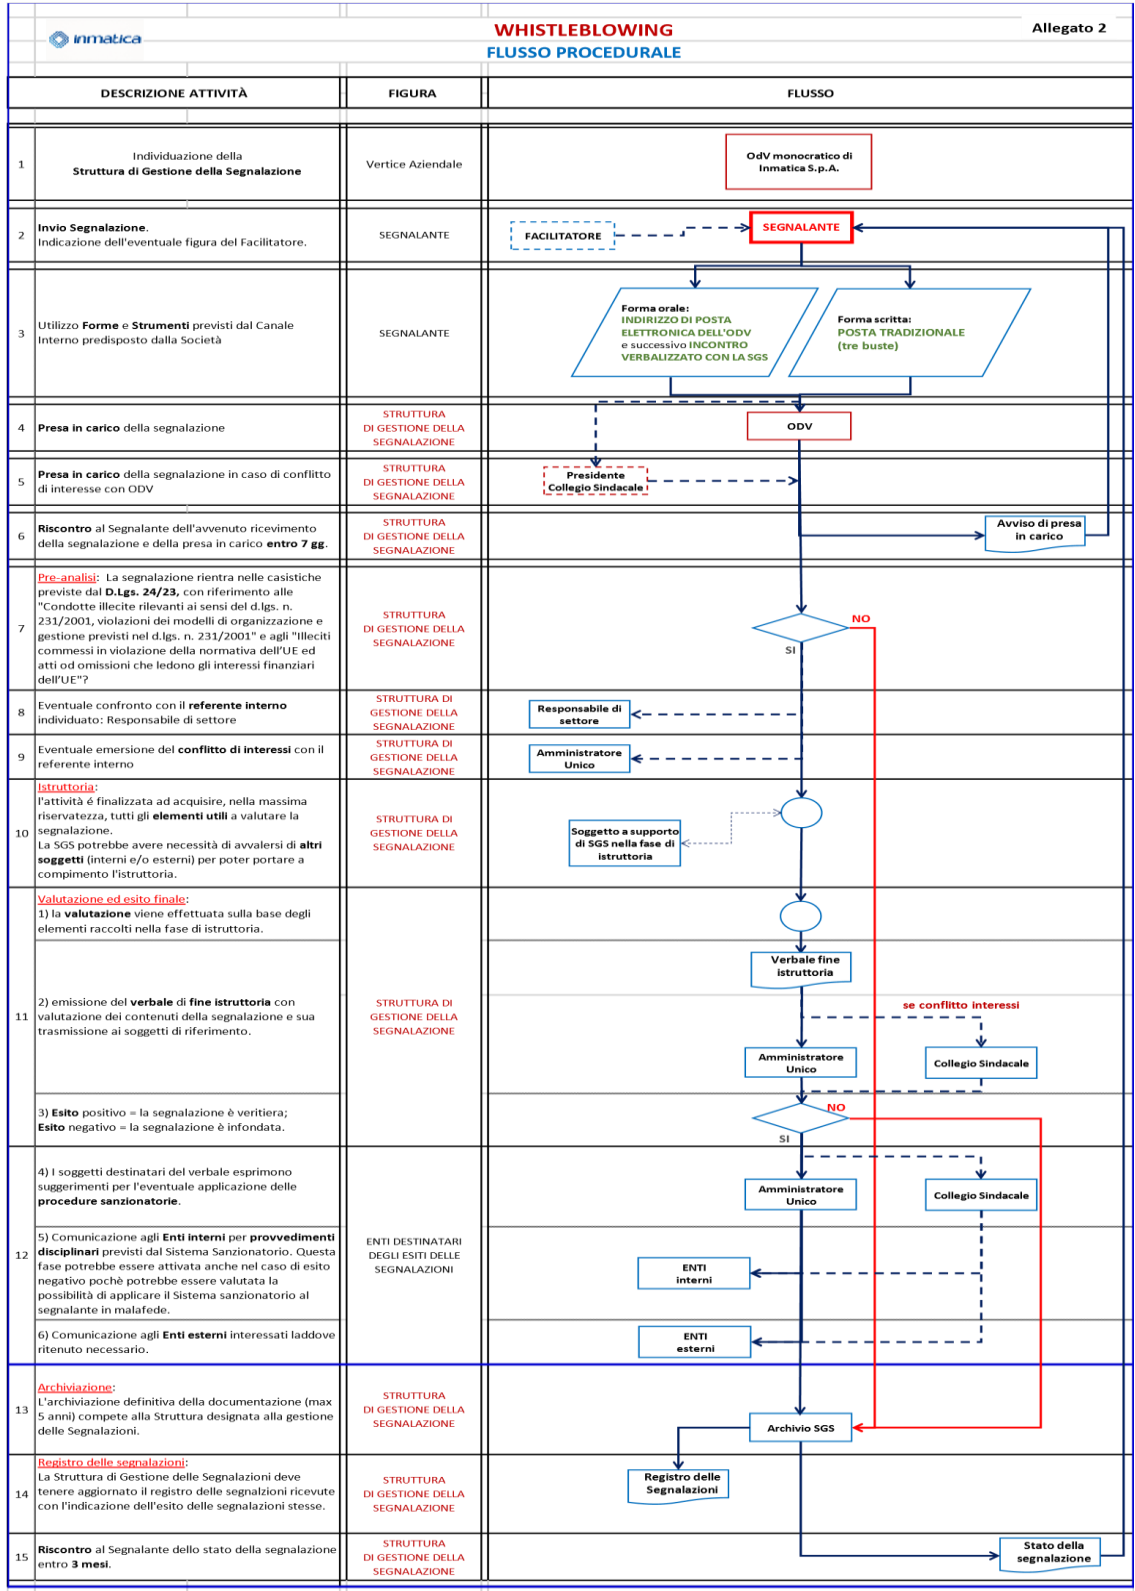 inmatica
WHISTLEBLOWING
FLUSSO PROCEDURALE
Allegato 2
DESCRIZIONE ATTIVITÀ
FIGURA
FLUSSO
1
Individuazione della
Struttura di Gestione della Segnalazione
Vertice Aziendale
OdV monocratico di
Inmatica S.p.A.
2
Invio Segnalazione.
Indicazione dell'eventuale figura del Facilitatore.
SEGNALANTE
FACILITATORE
SEGNALANTE
3
Utilizzo Forme e Strumenti previsti dal Canale
Interno predisposto dalla Società
SEGNALANTE
Forma orale:
INDIRIZZO DI POSTA
ELETTRONICA DELL'ODV
e successivo INCONTRO
VERBALIZZATO CON LA SGS
Forma scritta:
POSTA TRADIZIONALE
(tre buste)
4
Presa in carico della segnalazione
STRUTTURA
DI GESTIONE DELLA
SEGNALAZIONE
ODV
5
Presa in carico della segnalazione in caso di conflitto
di interesse con ODV
STRUTTURA
DI GESTIONE DELLA
SEGNALAZIONE
Presidente
Collegio Sindacale
6
Riscontro al Segnalante dell'avvenuto ricevimento
della segnalazione e della presa in carico entro 7 gg.
STRUTTURA
DI GESTIONE DELLA
SEGNALAZIONE
Avviso di presa
in carico
7
Pre-analisi: La segnalazione rientra nelle casistiche
previste dal D.Lgs. 24/23, con riferimento alle
"Condotte illecite rilevanti ai sensi del d.lgs. n.
231/2001, violazioni dei modelli di organizzazione e
gestione previsti nel d.lgs. n. 231/2001" e agli "Illeciti
commessi in violazione della normativa dell'UE ed
atti od omissioni che ledono gli interessi finanziari
dell'UE"?
STRUTTURA
DI GESTIONE DELLA
SEGNALAZIONE
NO
SI
8
Eventuale confronto con il referente interno
individuato: Responsabile di settore
STRUTTURA DI
GESTIONE DELLA
SEGNALAZIONE
Responsabile di
settore
9
Eventuale emersione del conflitto di interessi con il
referente interno
STRUTTURA DI
GESTIONE DELLA
SEGNALAZIONE
Amministratore
Unico
10
Istruttoria:
l'attività é finalizzata ad acquisire, nella massima
riservatezza, tutti gli elementi utili a valutare la
segnalazione.
La SGS potrebbe avere necessità di avvalersi di altri
soggetti (interni e/o esterni) per poter portare a
compimento l'istruttoria.
STRUTTURA DI
GESTIONE DELLA
SEGNALAZIONE
Soggetto a supporto
di SGS nella fase di
istruttoria
11
Valutazione ed esito finale:
1) la valutazione viene effettuata sulla base degli
elementi raccolti nella fase di istruttoria.
2) emissione del verbale di fine istruttoria con
valutazione dei contenuti della segnalazione e sua
trasmissione ai soggetti di riferimento.
3) Esito positivo = la segnalazione è veritiera;
Esito negativo = la segnalazione è infondata.
STRUTTURA DI
GESTIONE DELLA
SEGNALAZIONE
Verbale fine
istruttoria
se conflitto interessi
Amministratore
Unico
Collegio Sindacale
NO
SI
12
4) I soggetti destinatari del verbale esprimono
suggerimenti per l'eventuale applicazione delle
procedure sanzionatorie.
5) Comunicazione agli Enti interni per provvedimenti
disciplinari previsti dal Sistema Sanzionatorio. Questa
fase potrebbe essere attivata anche nel caso di esito
negativo pochè potrebbe essere valutata la
possibilità di applicare il Sistema sanzionatorio al
segnalante in malafede.
6) Comunicazione agli Enti esterni interessati laddove
ritenuto necessario.
ENTI DESTINATARI
DEGLI ESITI DELLE
SEGNALAZIONI
Amministratore
Unico
Collegio Sindacale
ENTI
interni
ENTI
esterni
13
Archiviazione:
L'archiviazione definitiva della documentazione (max
5 anni) compete alla Struttura designata alla gestione
delle Segnalazioni.
STRUTTURA
DI GESTIONE DELLA
SEGNALAZIONE
Archivio SGS
14
Registro delle segnalazioni:
La Struttura di Gestione delle Segnalazioni deve
tenere aggiornato il registro delle segnalzioni ricevute
con l'indicazione dell'esito delle segnalazioni stesse.
STRUTTURA
DI GESTIONE DELLA
SEGNALAZIONE
Registro delle
Segnalazioni
15
Riscontro al Segnalante dello stato della segnalazione
entro 3 mesi.
STRUTTURA
DI GESTIONE DELLA
SEGNALAZIONE
Stato della
segnalazione